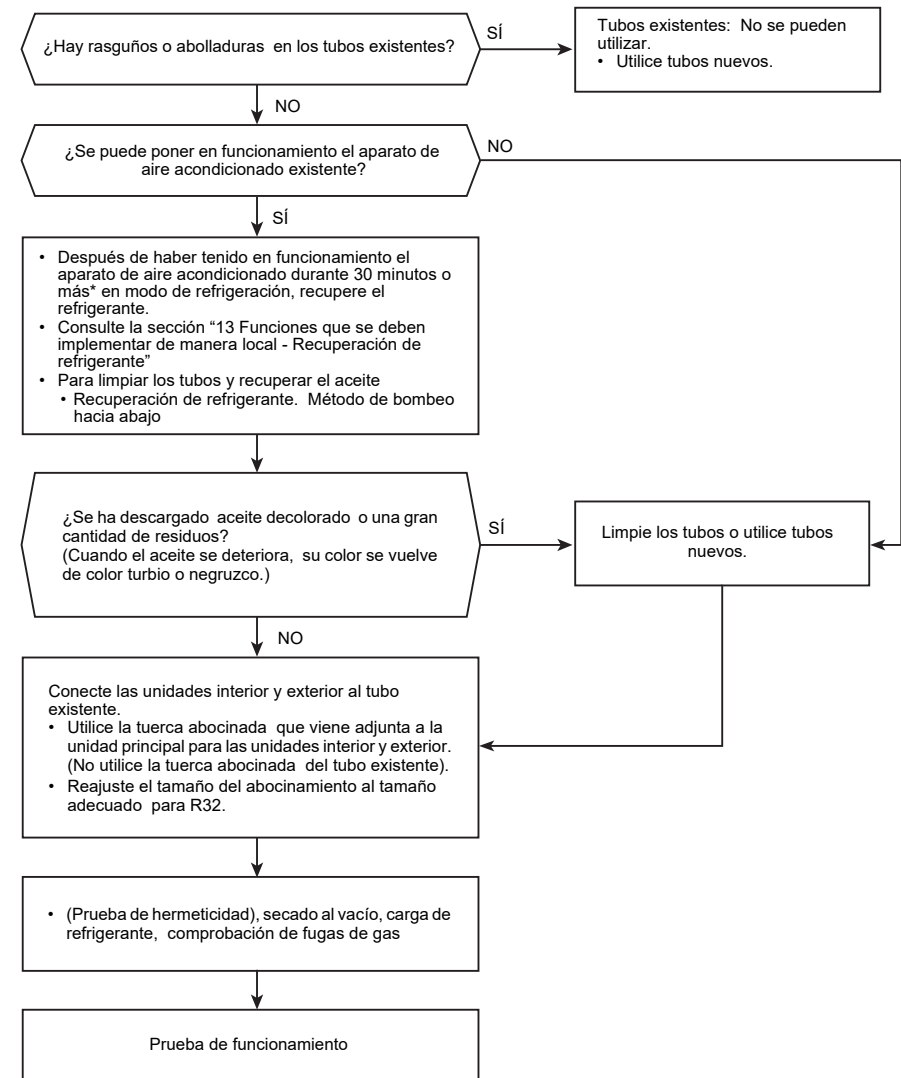 ¿Hay rasguños o abolladuras en los tubos existentes?
SÍ
Tubos existentes: No se pueden
utilizar.
• Utilice tubos nuevos.
NO
¿Se puede poner en funcionamiento el aparato de
aire acondicionado existente?
NO
SÍ
• Después de haber tenido en funcionamiento el
aparato de aire acondicionado durante 30 minutos o
más* en modo de refrigeración, recupere el
refrigerante.
• Consulte la sección “13 Funciones que se deben
implementar de manera local - Recuperación de
refrigerante”
• Para limpiar los tubos y recuperar el aceite
• Recuperación de refrigerante. Método de bombeo
hacia abajo
¿Se ha descargado aceite decolorado o una gran
cantidad de residuos?
(Cuando el aceite se deteriora, su color se vuelve
de color turbio o negruzco.)
SÍ
Limpie los tubos o utilice tubos
nuevos.
NO
Conecte las unidades interior y exterior al tubo
existente.
• Utilice la tuerca abocinada que viene adjunta a la
unidad principal para las unidades interior y exterior.
(No utilice la tuerca abocinada del tubo existente).
• Reajuste el tamaño del abocinamiento al tamaño
adecuado para R32.
• (Prueba de hermeticidad), secado al vacío, carga de
refrigerante, comprobación de fugas de gas
Prueba de funcionamiento